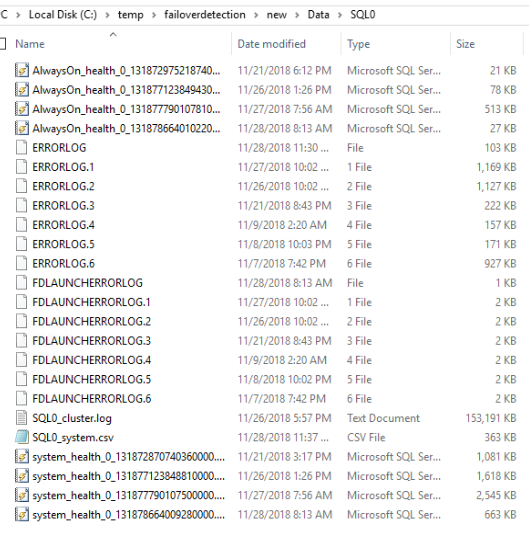 C > Local Disk (C:) > temp > failoverdetection > new > Data > SQL0
Name Date modified Type Size
AlwaysOn_health_0_131872975218740... 11/21/2018 6:12 PM Microsoft SQL Ser... 21 KB
AlwaysOn_health_0_131877123849430... 11/26/2018 1:26 PM Microsoft SQL Ser... 78 KB
AlwaysOn_health_0_131877790107810... 11/27/2018 7:56 AM Microsoft SQL Ser... 513 KB
AlwaysOn_health_0_131878664010220... 11/28/2018 8:13 AM Microsoft SQL Ser... 27 KB
ERRORLOG 11/28/2018 11:30 ... File 103 KB
ERRORLOG.1 11/27/2018 10:02 ... 1 File 1,169 KB
ERRORLOG.2 11/26/2018 10:02 ... 2 File 1,127 KB
ERRORLOG.3 11/21/2018 8:43 PM 3 File 222 KB
ERRORLOG.4 11/9/2018 2:20 AM 4 File 157 KB
ERRORLOG.5 11/8/2018 10:03 PM 5 File 171 KB
ERRORLOG.6 11/7/2018 7:42 PM 6 File 927 KB
FDLAUNCHERRORLOG 11/28/2018 8:13 AM File 1 KB
FDLAUNCHERRORLOG.1 11/27/2018 10:02 ... 1 File 2 KB
FDLAUNCHERRORLOG.2 11/26/2018 10:02 ... 2 File 2 KB
FDLAUNCHERRORLOG.3 11/21/2018 8:43 PM 3 File 2 KB
FDLAUNCHERRORLOG.4 11/9/2018 2:20 AM 4 File 2 KB
FDLAUNCHERRORLOG.5 11/8/2018 10:02 PM 5 File 2 KB
FDLAUNCHERRORLOG.6 11/7/2018 7:42 PM 6 File 2 KB
SQL0_cluster.log 11/26/2018 5:57 PM Text Document 153,191 KB
SQL0_system.csv 11/28/2018 11:37 ... CSV File 363 KB
system_health_0_131872870740360000.... 11/21/2018 3:17 PM Microsoft SQL Ser... 1,081 KB
system_health_0_131877123848810000.... 11/26/2018 1:26 PM Microsoft SQL Ser... 1,618 KB
system_health_0_131877790107500000.... 11/27/2018 7:56 AM Microsoft SQL Ser... 2,545 KB
system_health_0_131878664009280000.... 11/28/2018 8:13 AM Microsoft SQL Ser... 663 KB